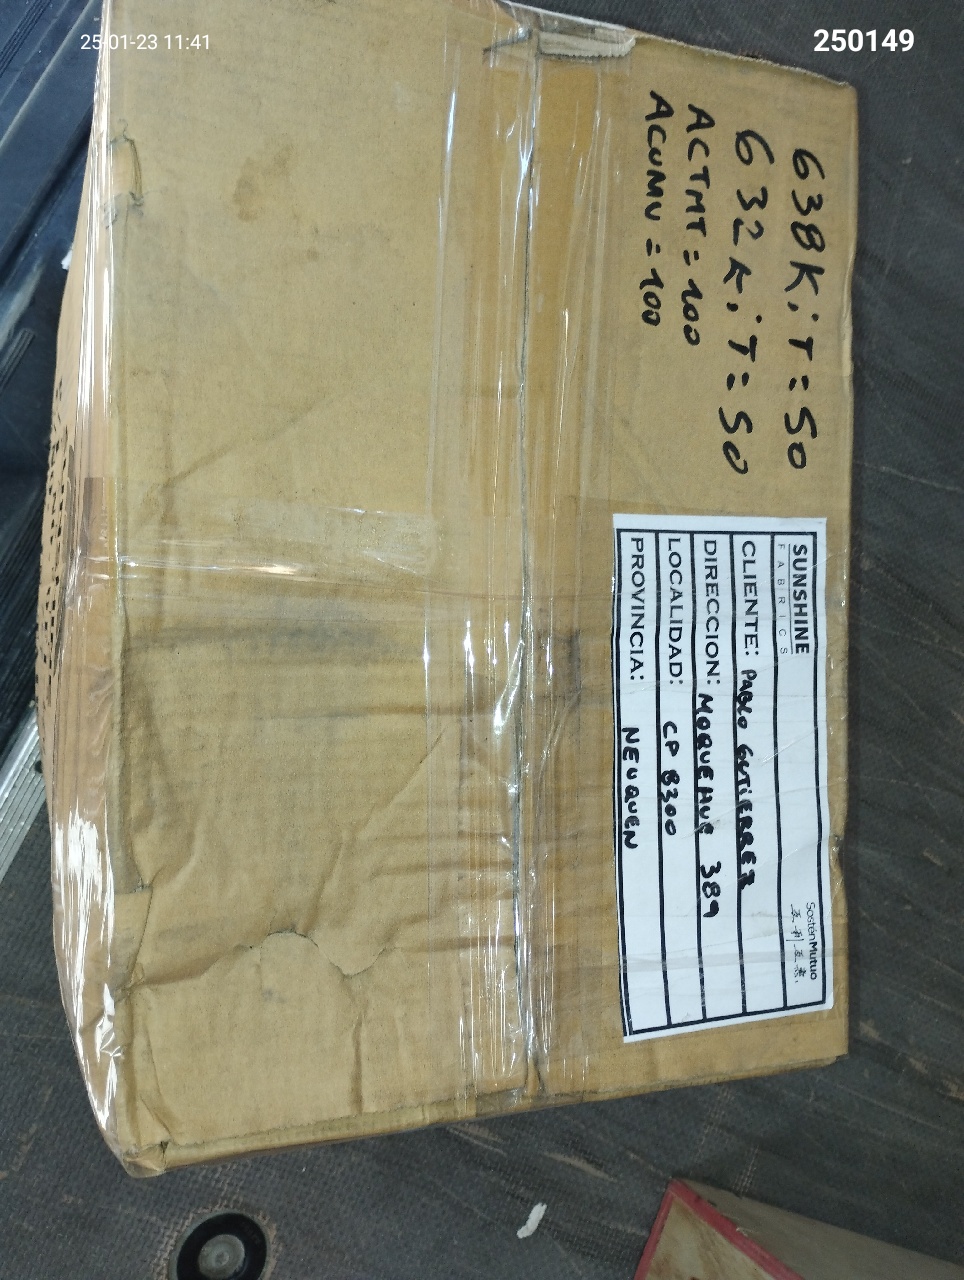 25-01-23 11:41
250149
638K:T = 50
632K:T = 50
ACTMT = 100
ACUMU = 100
SUNSHINE
FABRICS
SosténMutuo
CLIENTE: PABLO GUTIERREZ
DIRECCION: MOQUEHUE 389
LOCALIDAD: CP 8300
PROVINCIA: NEUQUEN